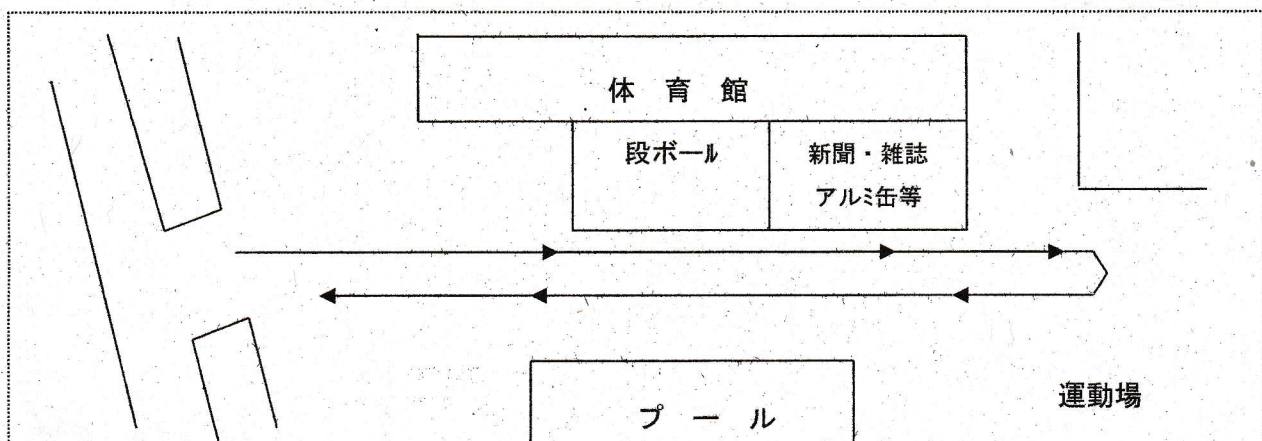 体 育 館
段ボール
新聞・雑誌
アルミ缶等
プ ー ル
運動場